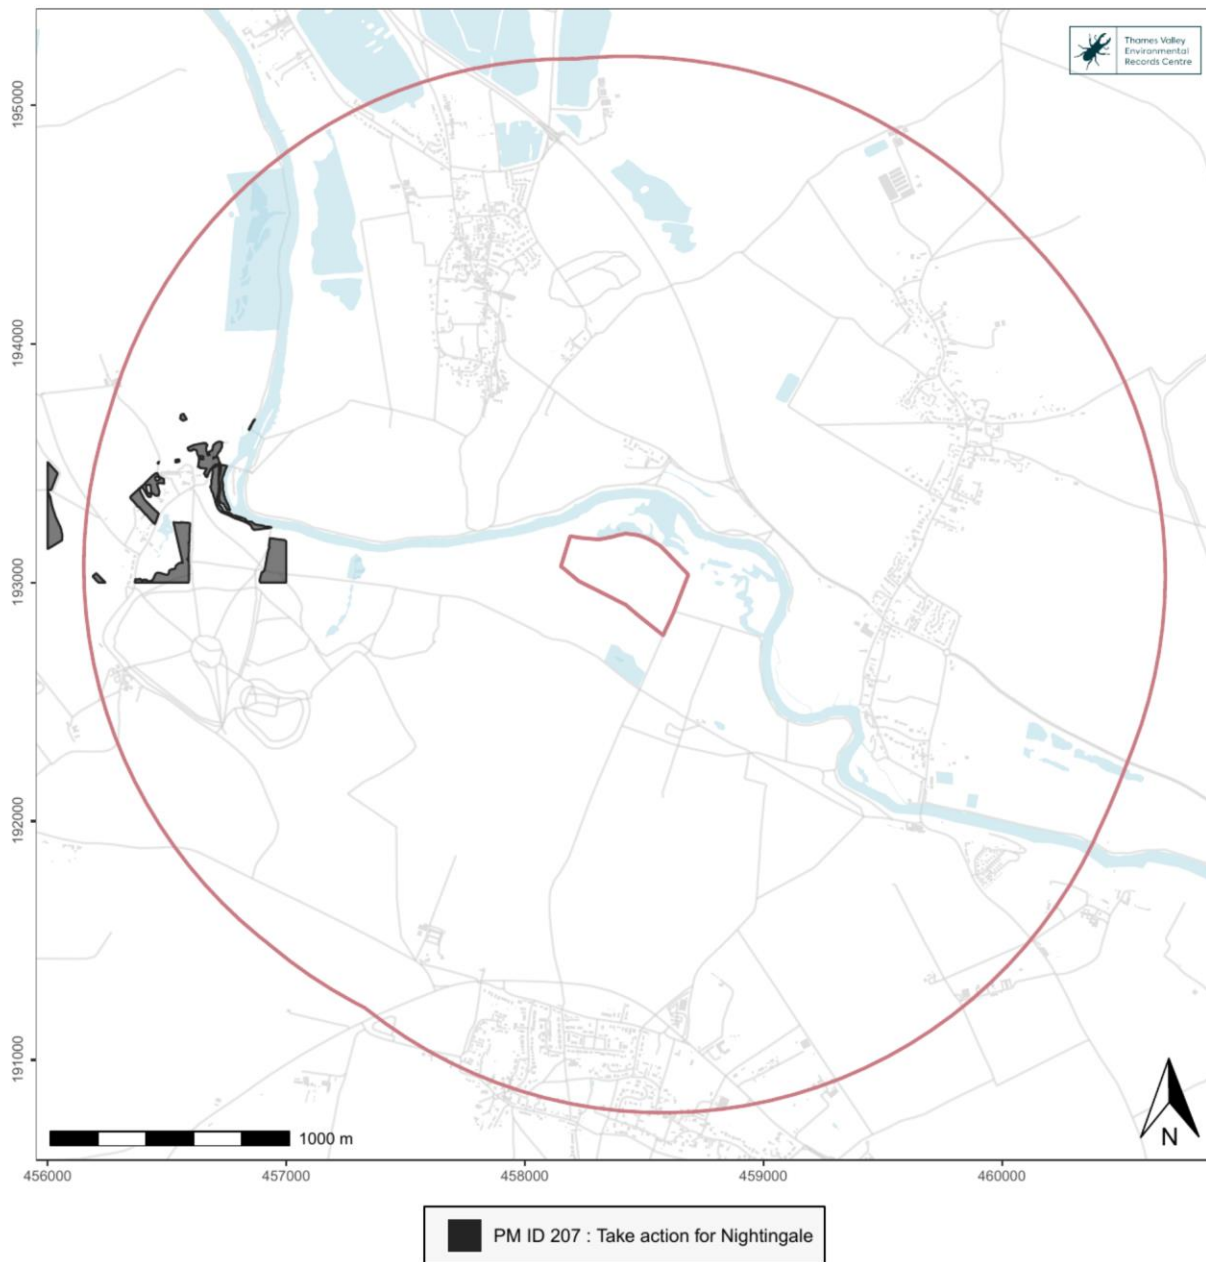 Thames Valley
Environmental
Records Centre
195000
194000
193000
192000
191000
1000 m
N
456000
457000
458000
459000
460000
PM ID 207 : Take action for Nightingale